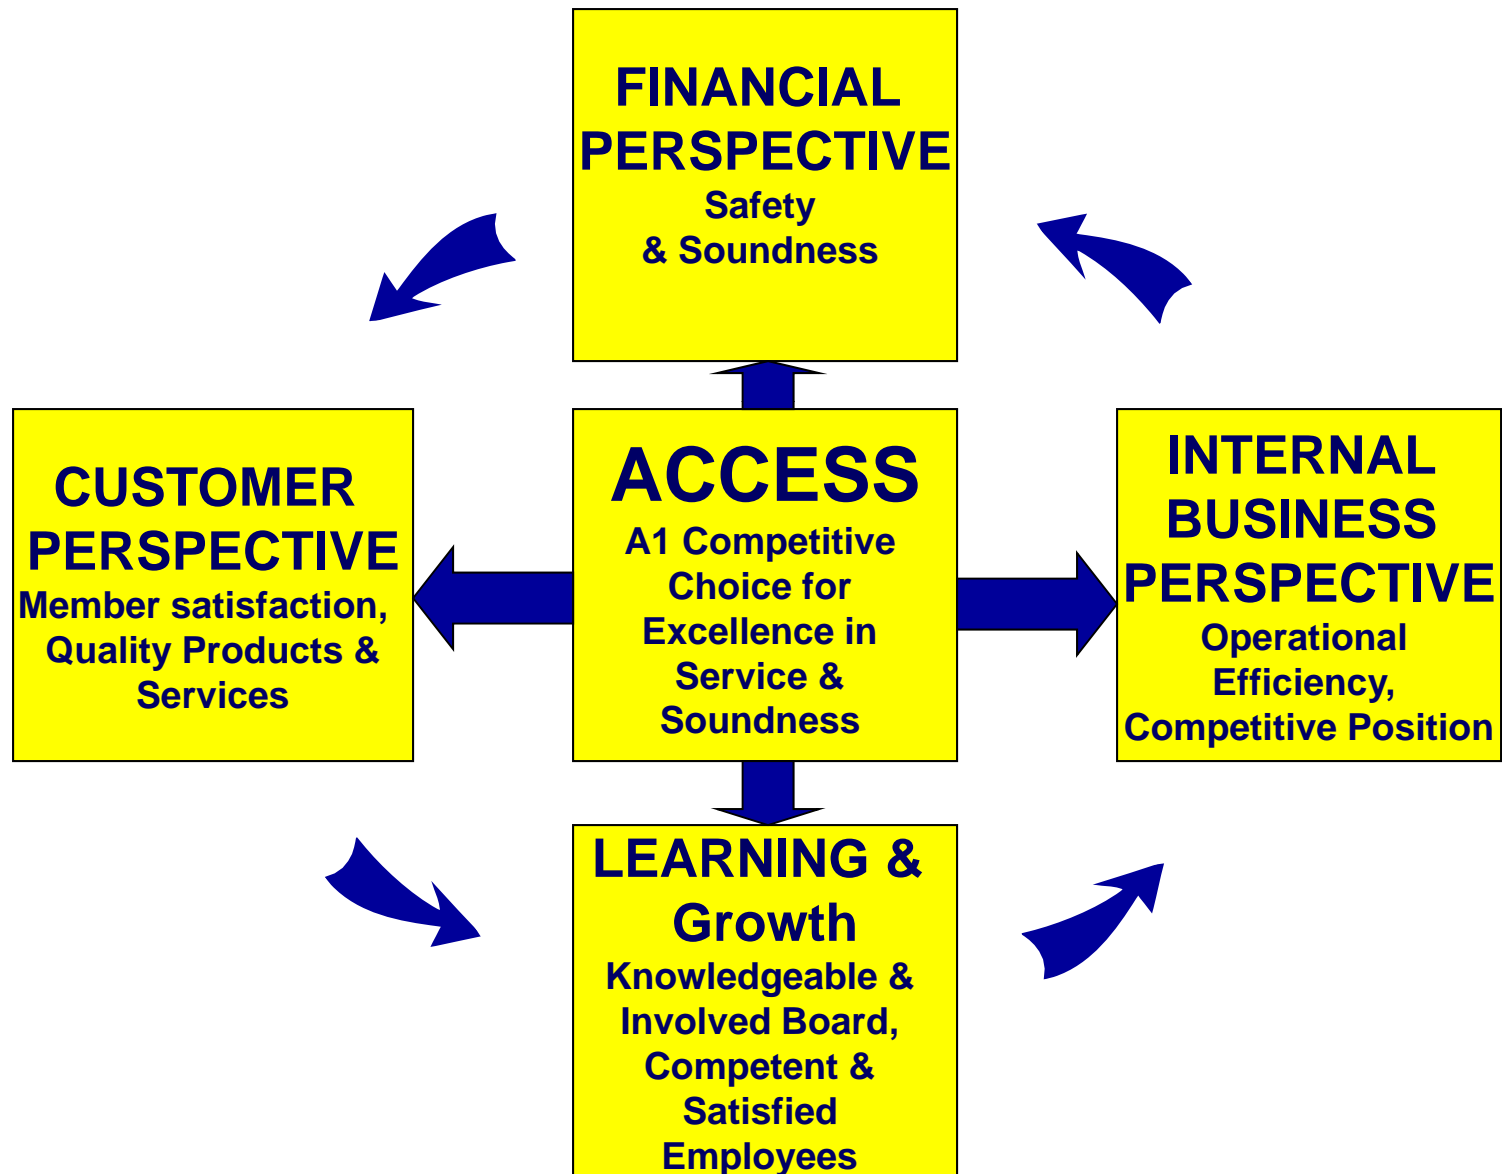 FINANCIAL
PERSPECTIVE
Safety
& Soundness
CUSTOMER
PERSPECTIVE
Member satisfaction,
Quality Products &
Services
ACCESS
A1 Competitive
Choice for
Excellence in
Service &
Soundness
INTERNAL
BUSINESS
PERSPECTIVE
Operational
Efficiency,
Competitive Position
LEARNING &
Growth
Knowledgeable &
Involved Board,
Competent &
Satisfied
Employees